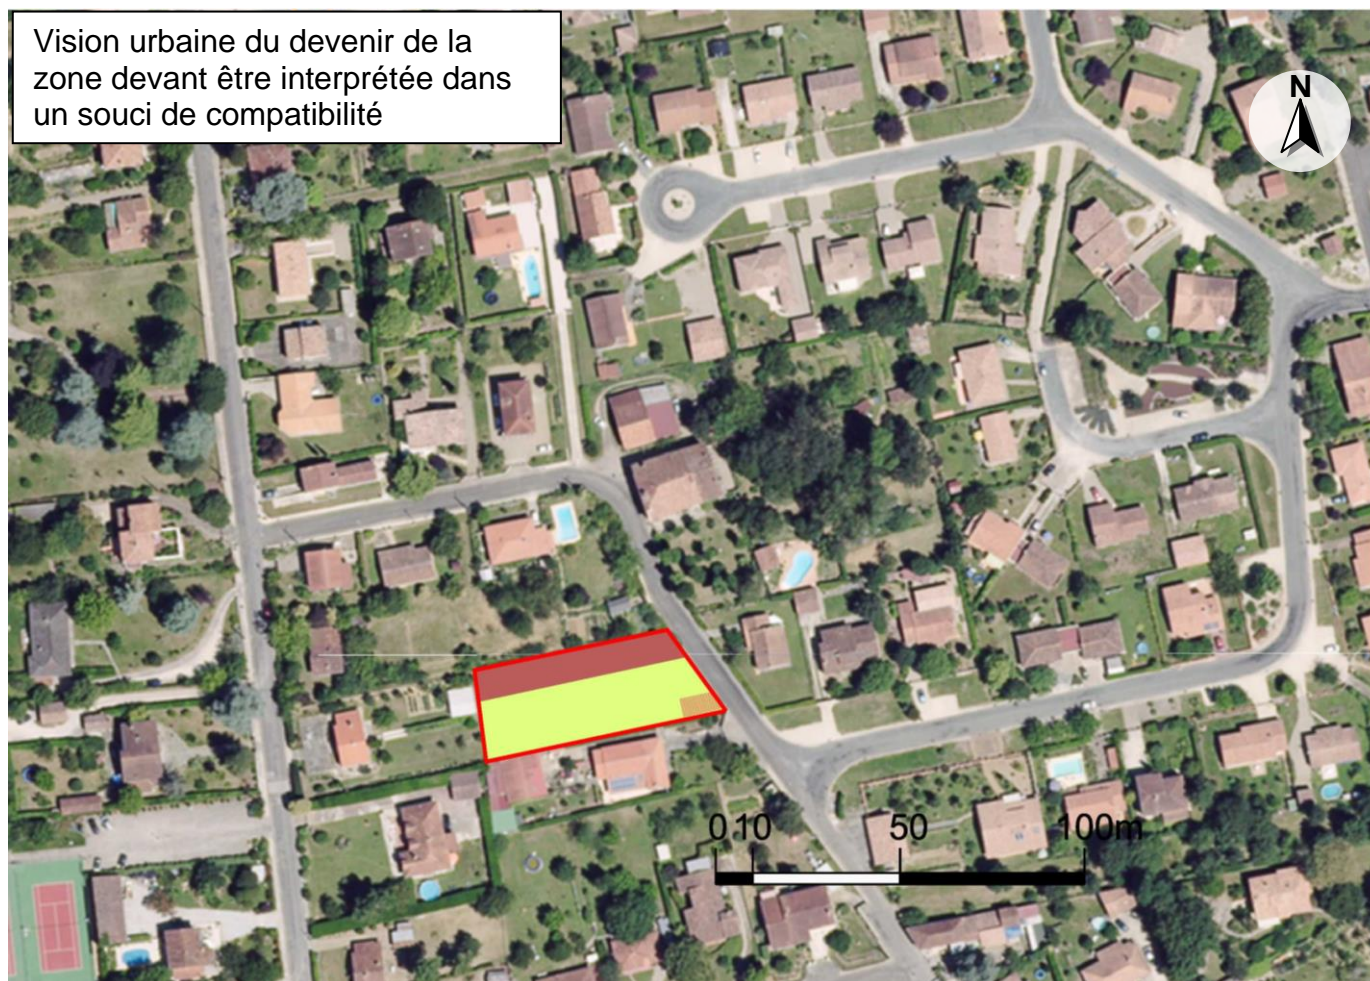 Vision urbaine du devenir de la
zone devant être interprétée dans
un souci de compatibilité
N
0 10 50 100m